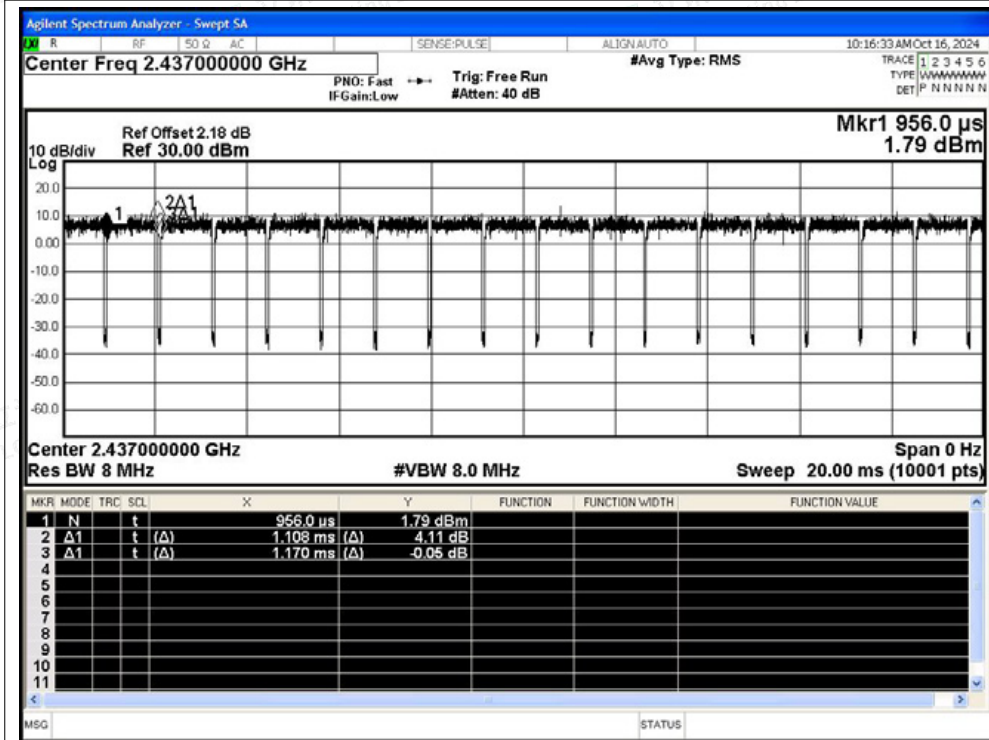 Agilent Spectrum Analyzer - Swept SA
LXI R RF 50 Ω AC SENSE:PULSE ALIGN AUTO 10:16:33 AM Oct 16, 2024
Center Freq 2.437000000 GHz #Avg Type: RMS TRACE 1 2 3 4 5 6
PNO: Fast Trig: Free Run TYPE WWWWWW
IFGain:Low #Atten: 40 dB DET P N N N N N
Mkr1 956.0 µs
Ref Offset 2.18 dB
10 dB/div Ref 30.00 dBm 1.79 dBm
Log
20.0
2Δ1
10.0 1 3Δ1
0.00
-10.0
-20.0
-30.0
-40.0
-50.0
-60.0
Center 2.437000000 GHz Span 0 Hz
Res BW 8 MHz #VBW 8.0 MHz Sweep 20.00 ms (10001 pts)
MKR MODE TRC SCL X Y FUNCTION FUNCTION WIDTH FUNCTION VALUE
1 N t 956.0 µs 1.79 dBm
2 Δ1 t (Δ) 1.108 ms (Δ) 4.11 dB
3 Δ1 t (Δ) 1.170 ms (Δ) -0.05 dB
4
5
6
7
8
9
10
11
MSG STATUS